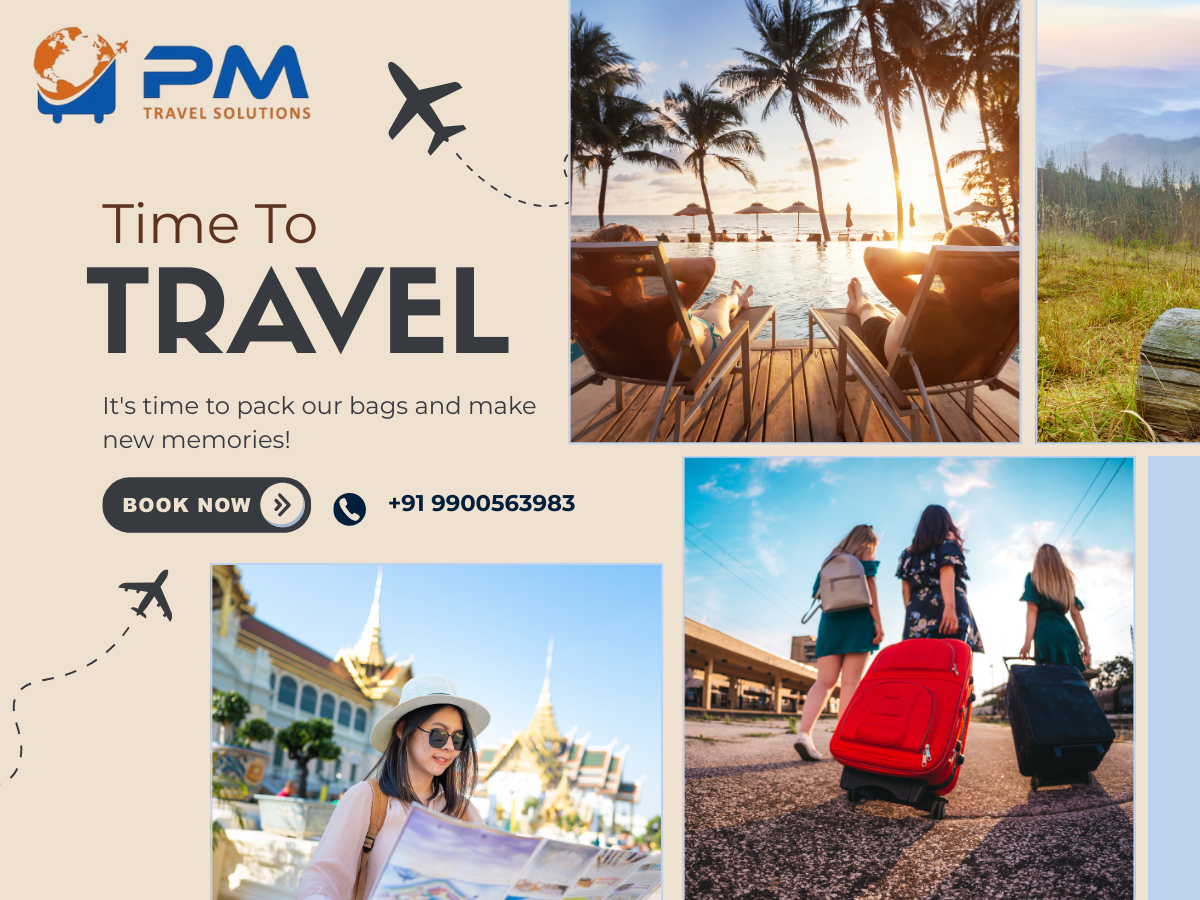 PM
TRAVEL SOLUTIONS
Time To
TRAVEL
It's time to pack our bags and make
new memories!
BOOK NOW
+91 9900563983